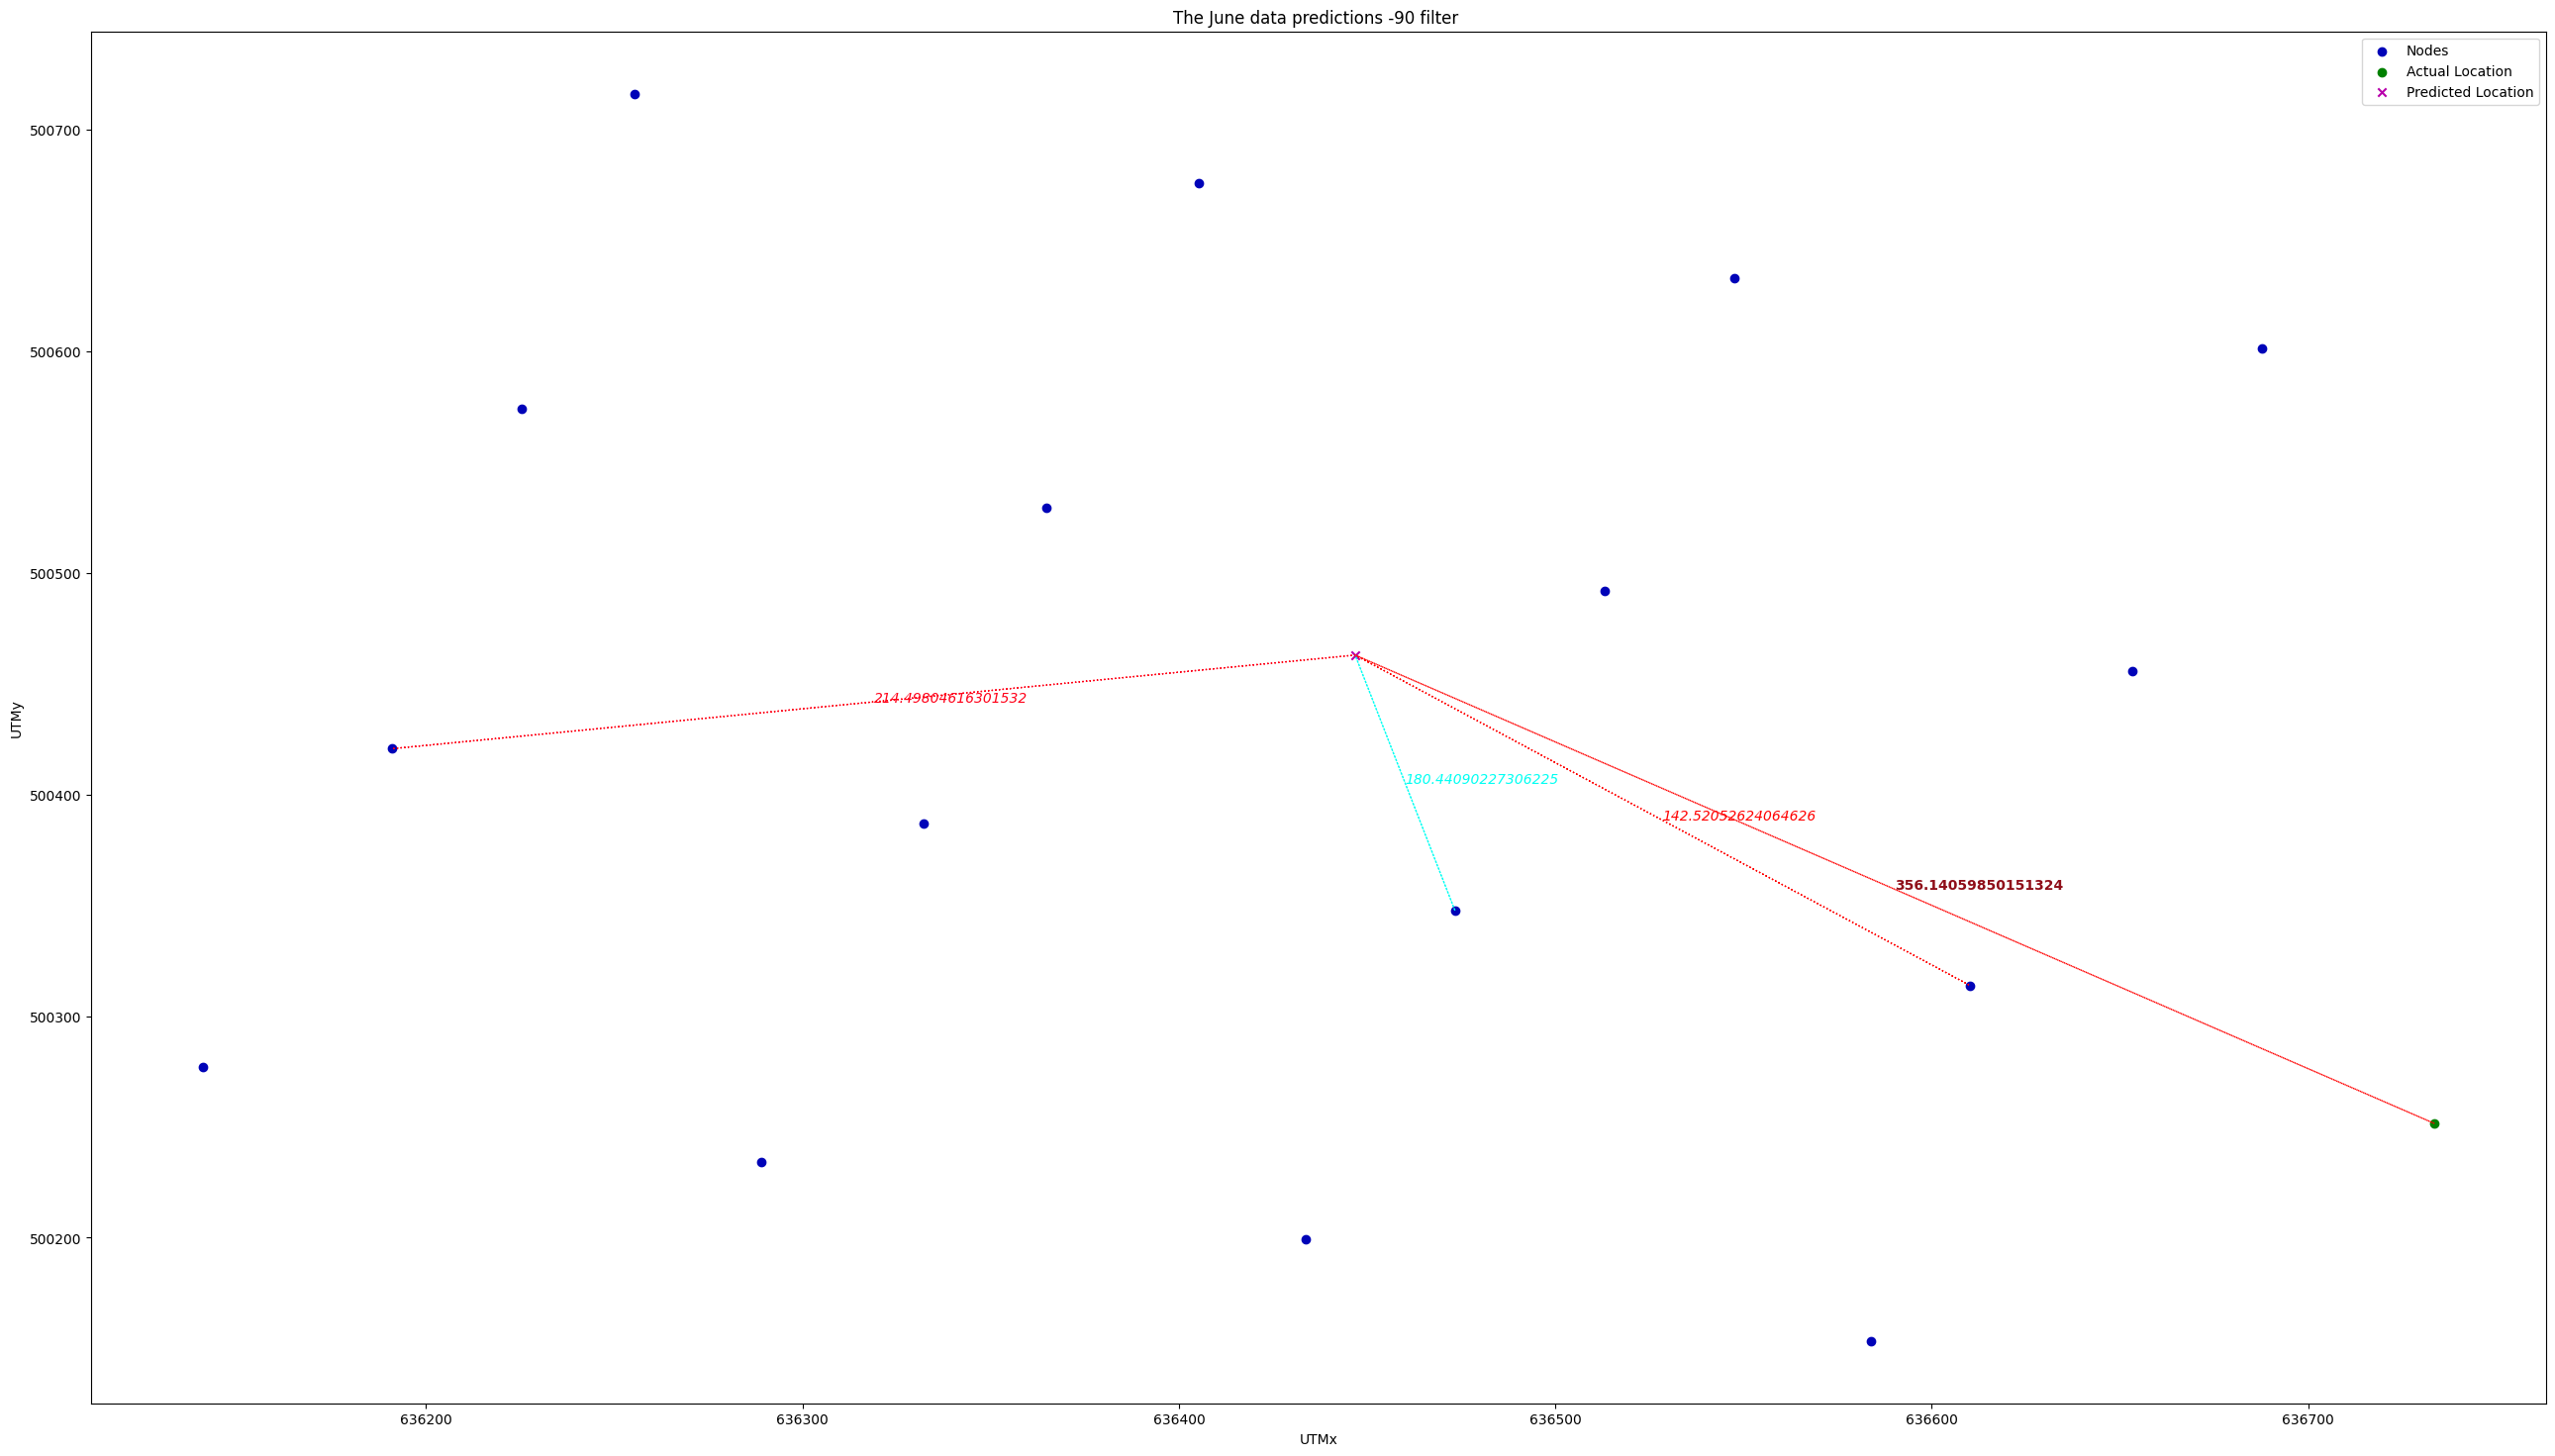 The June data predictions -90 filter
Nodes
Actual Location
Predicted Location
500700
500600
500500
500400
500300
500200
UTMy
214.49804616301532
180.44090227306225
142.52052624064626
356.14059850151324
636200
636300
636400
636500
636600
636700
UTMx